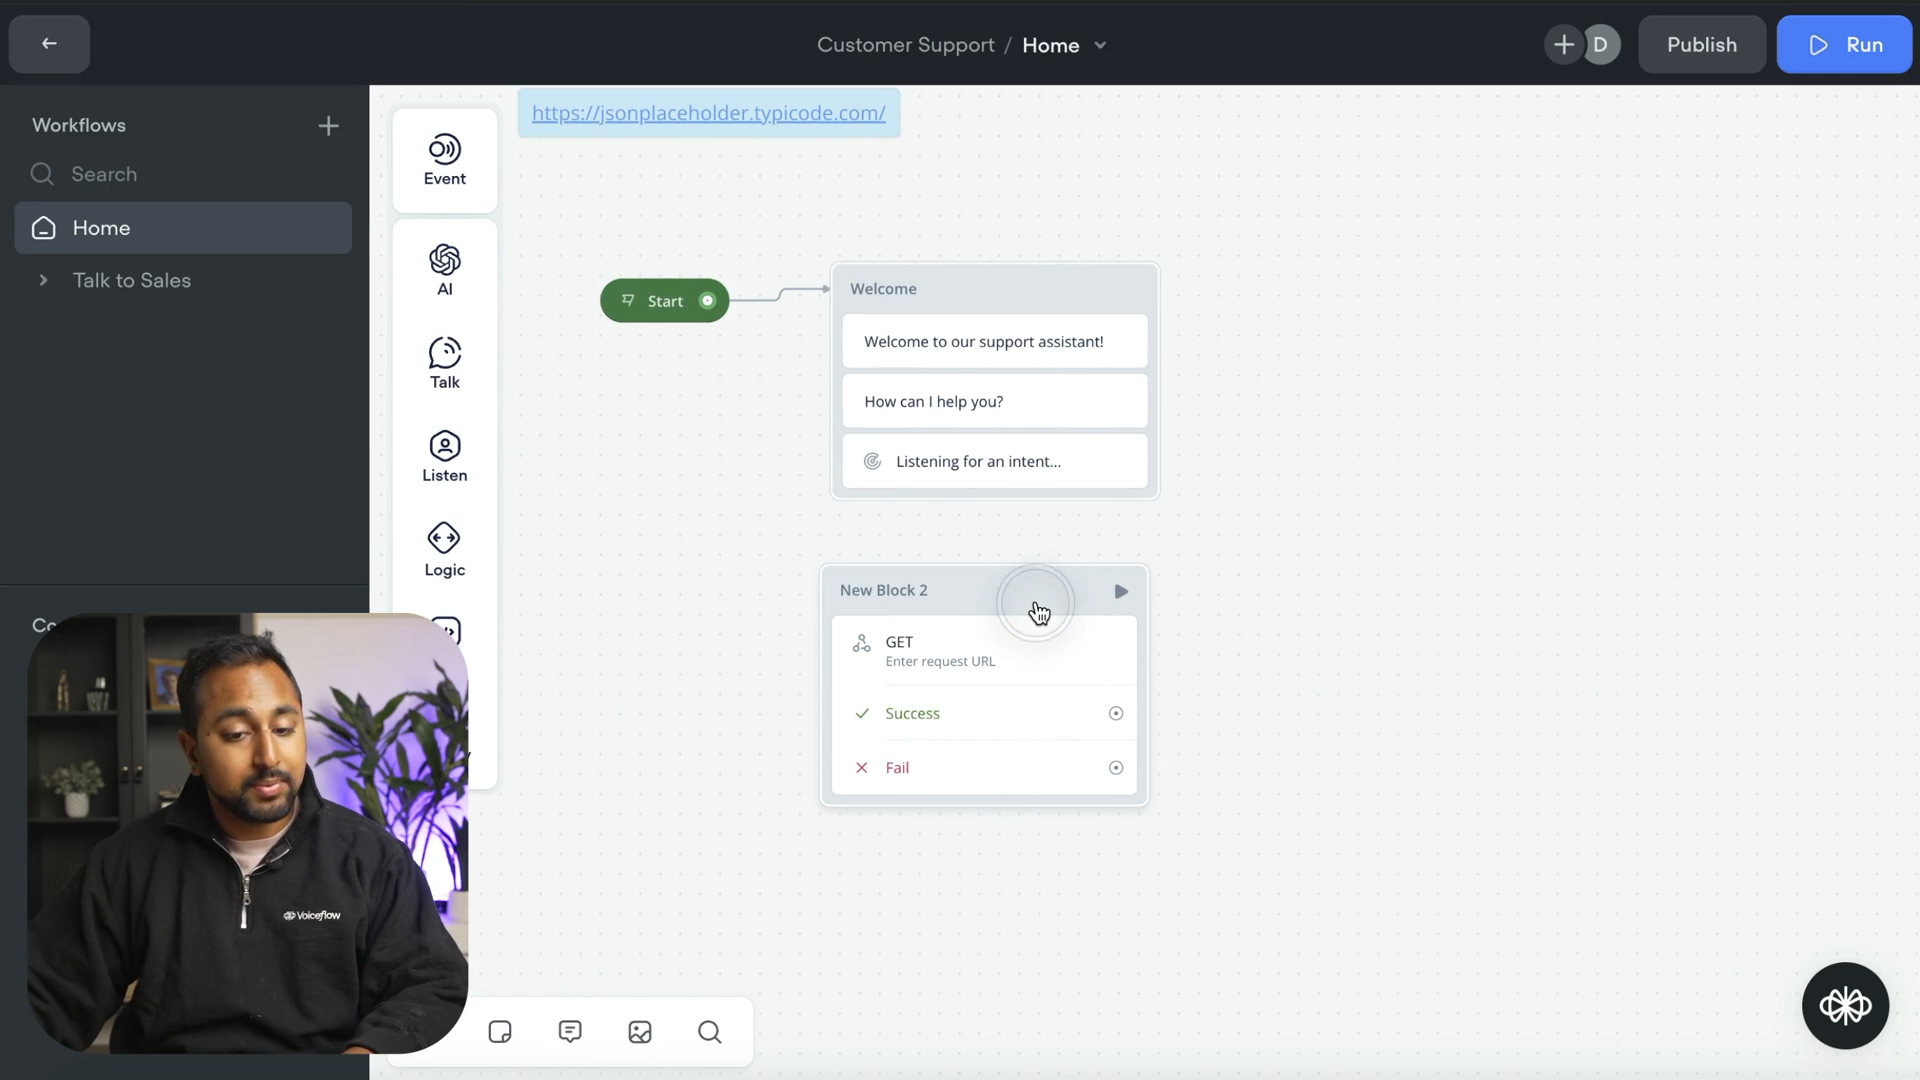 Customer Support / Home
D
Publish
Run
Workflows
Search
Home
Talk to Sales
Event
AI
Talk
Listen
Logic
https://jsonplaceholder.typicode.com/
Start
Welcome
Welcome to our support assistant!
How can I help you?
Listening for an intent...
New Block 2
GET
Enter request URL
Success
Fail
Voiceflow